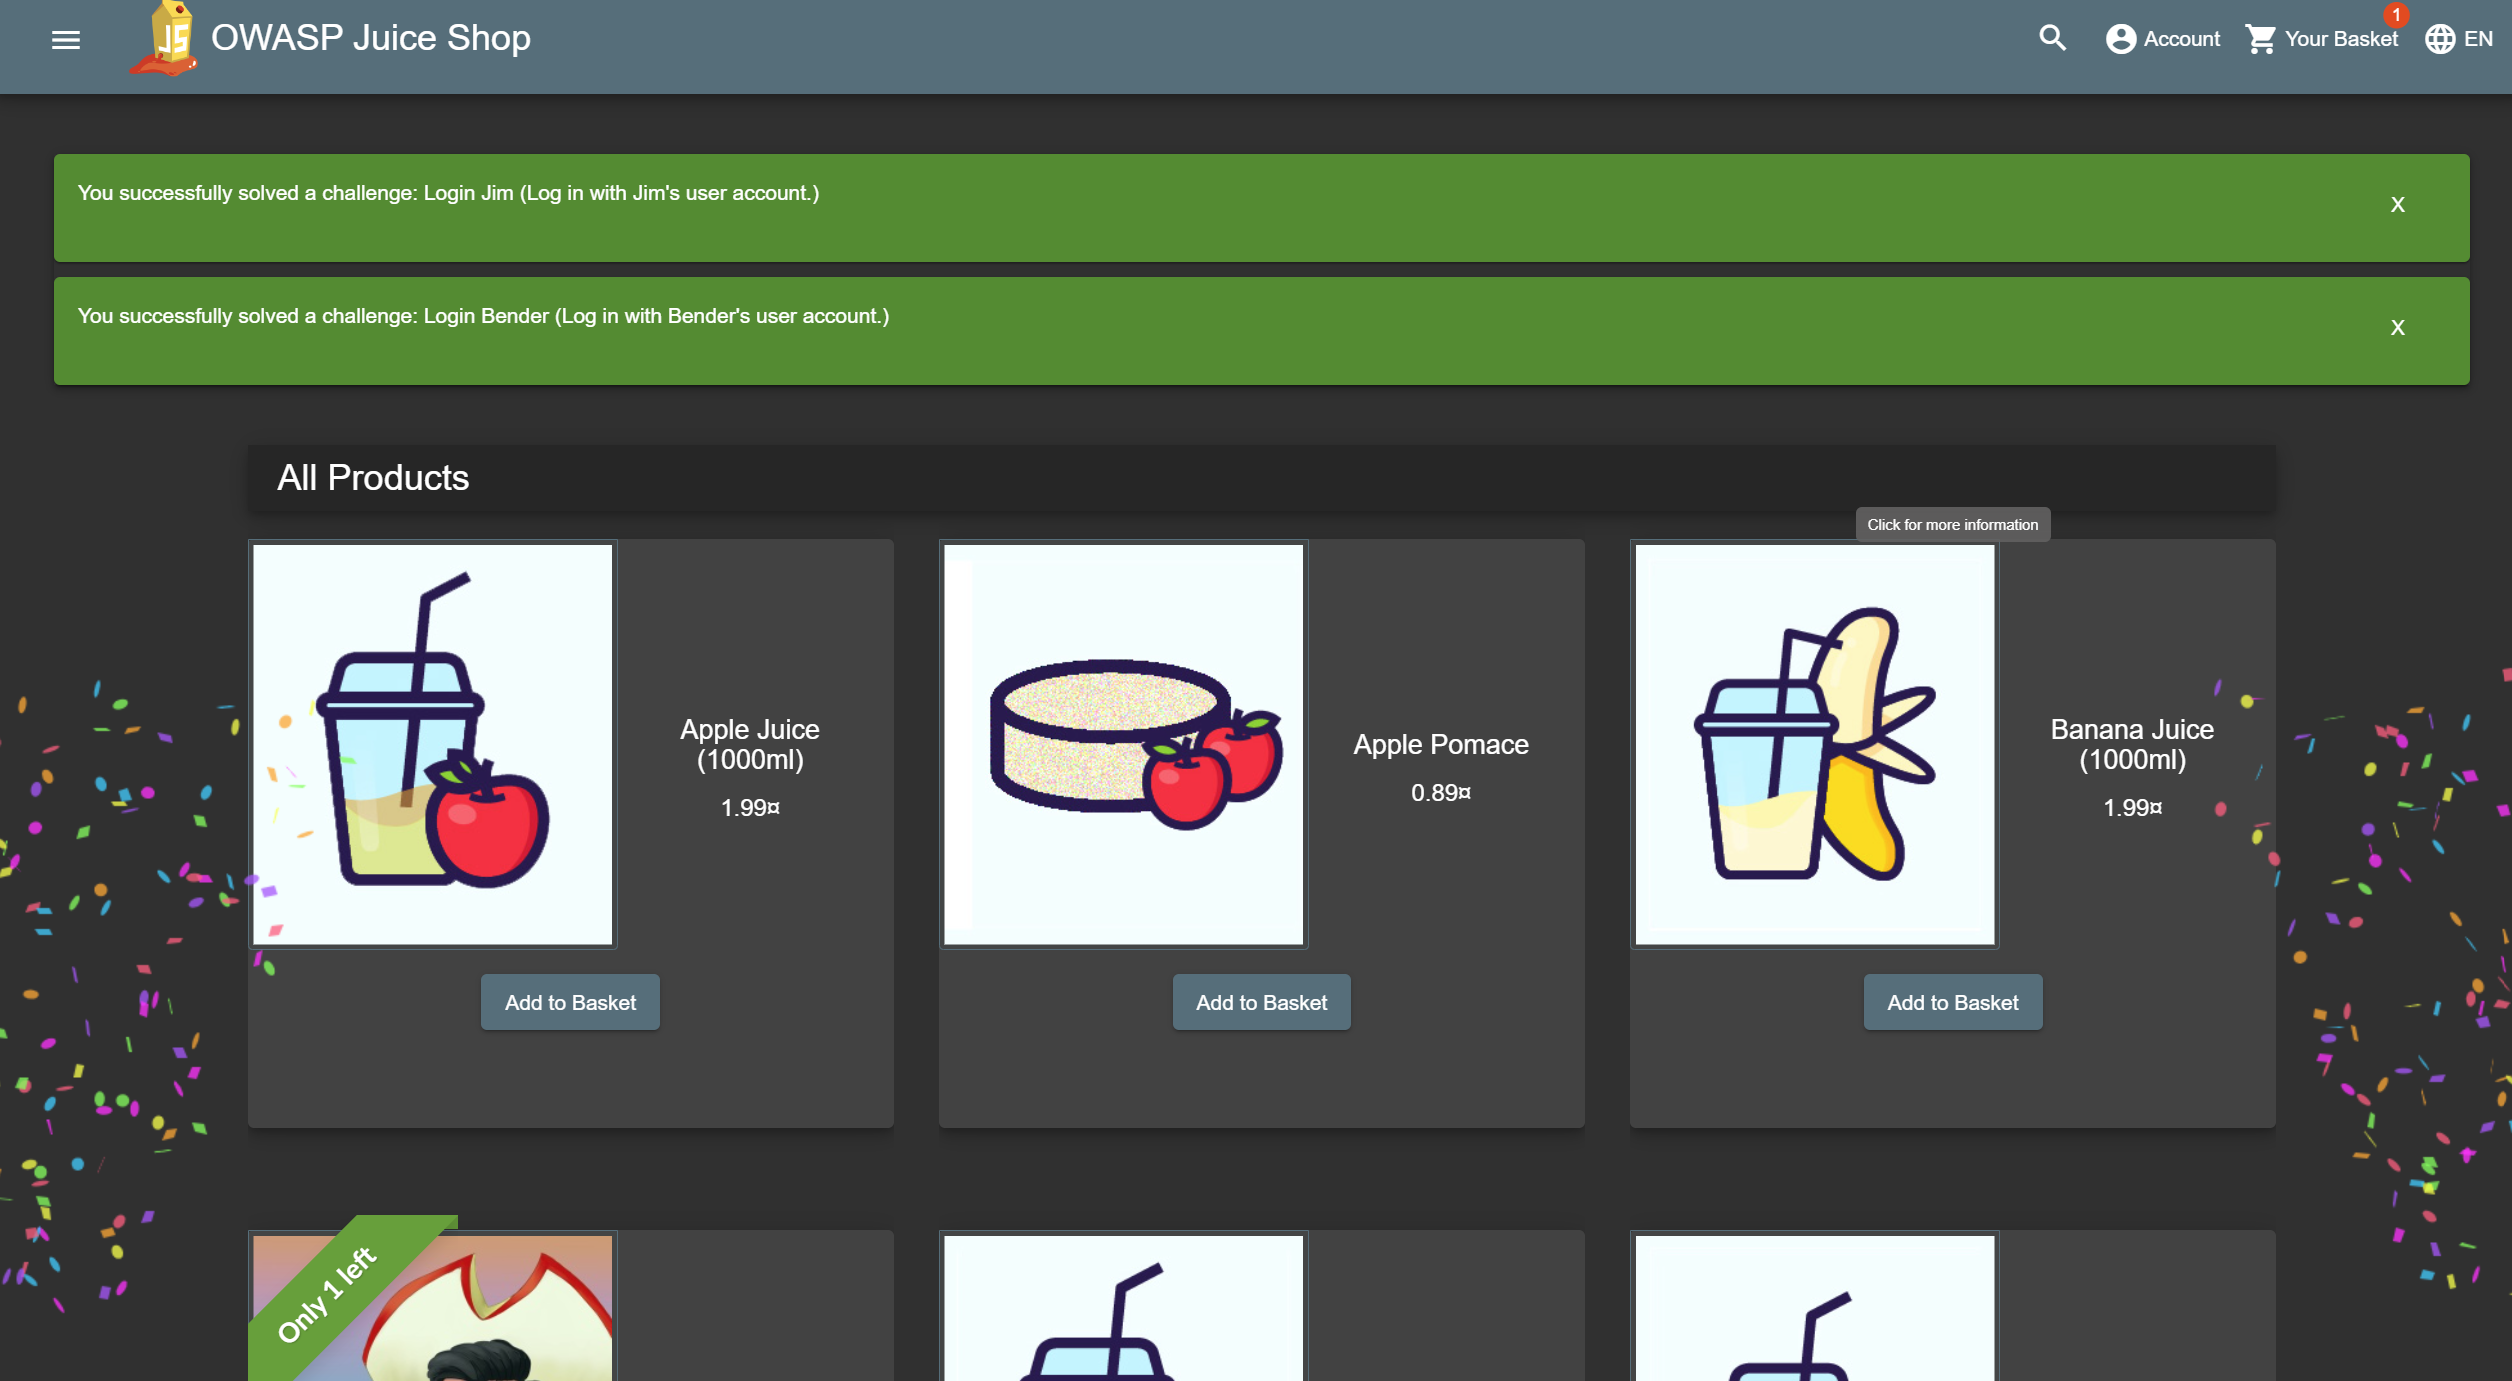 JS
OWASP Juice Shop
Account
Your Basket
1
EN
You successfully solved a challenge: Login Jim (Log in with Jim's user account.)
X
You successfully solved a challenge: Login Bender (Log in with Bender's user account.)
X
All Products
Click for more information
Apple Juice
(1000ml)
1.99¤
Add to Basket
Apple Pomace
0.89¤
Add to Basket
Banana Juice
(1000ml)
1.99¤
Add to Basket
Only 1 left